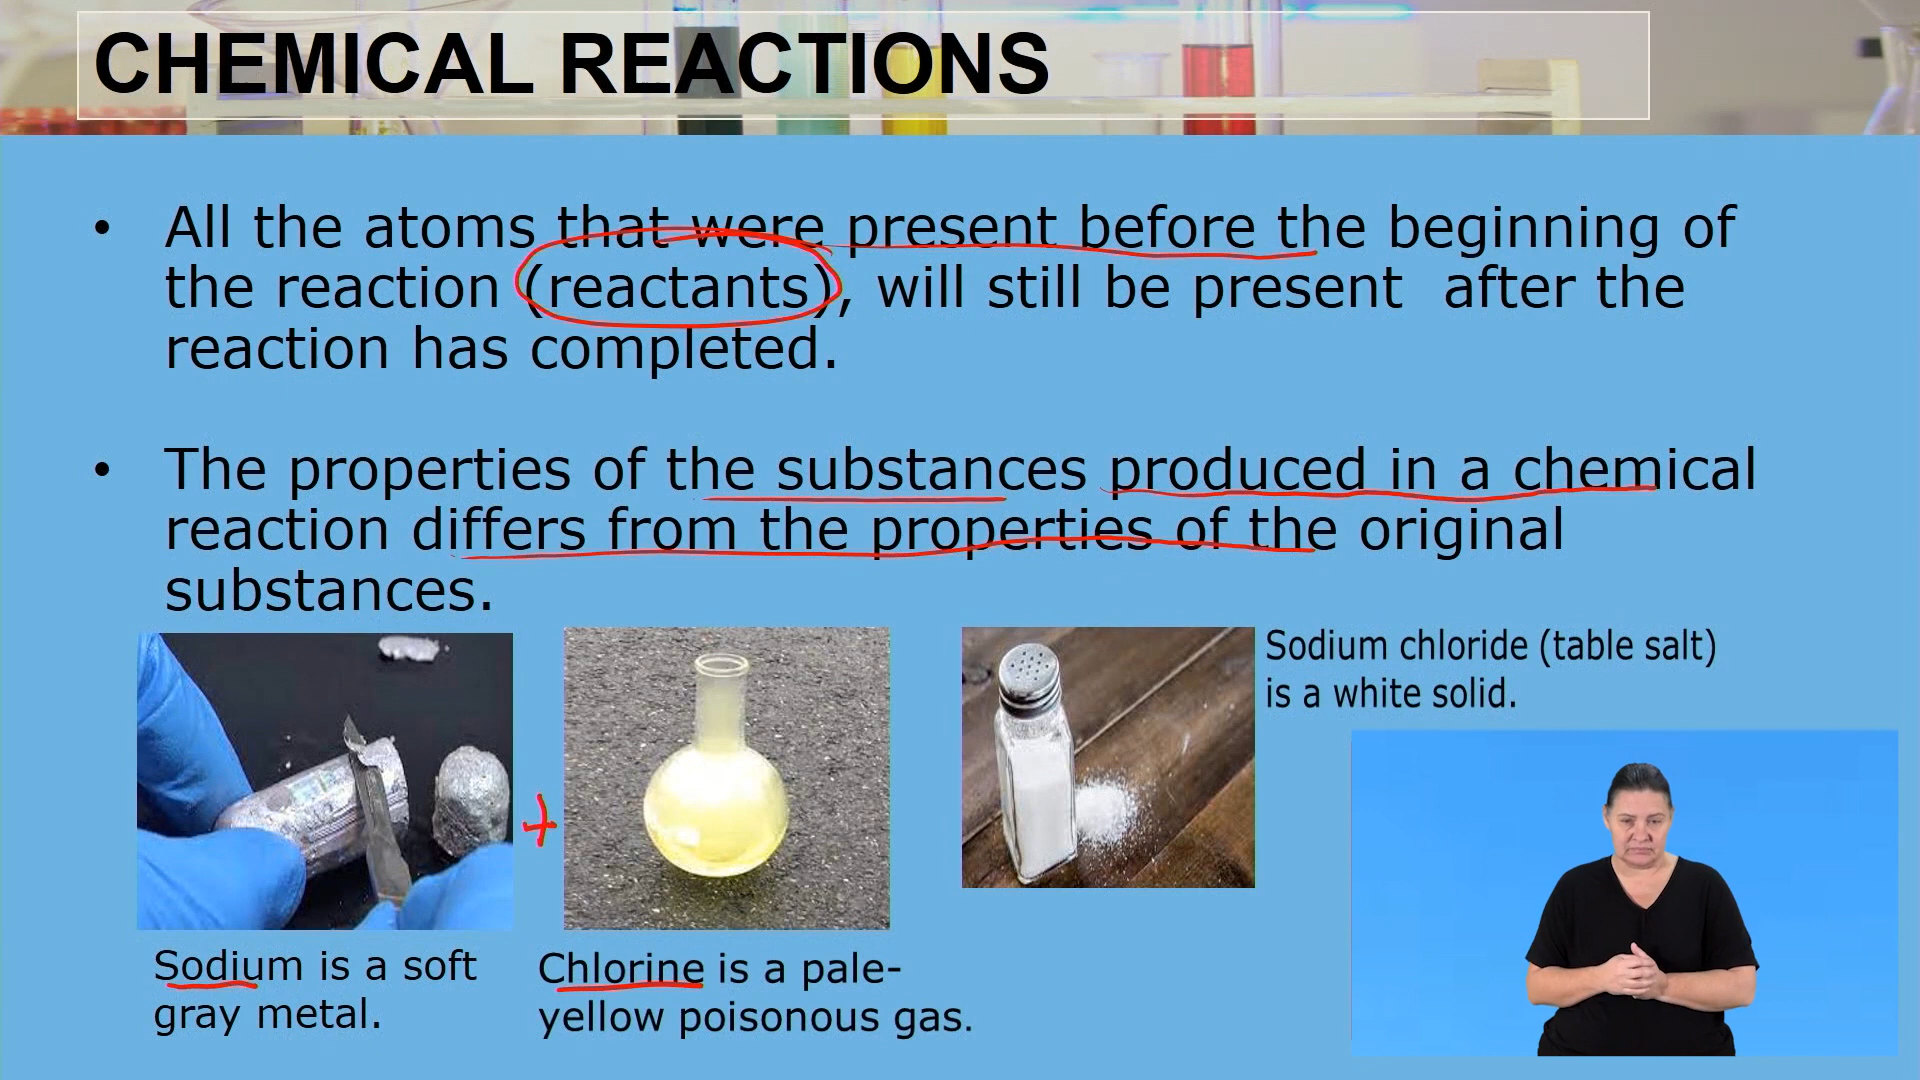 CHEMICAL REACTIONS
• All the atoms that were present before the beginning of
the reaction (reactants), will still be present after the
reaction has completed.
• The properties of the substances produced in a chemical
reaction differs from the properties of the original
substances.
Sodium chloride (table salt)
is a white solid.
+
Sodium is a soft
gray metal.
Chlorine is a pale-
yellow poisonous gas.